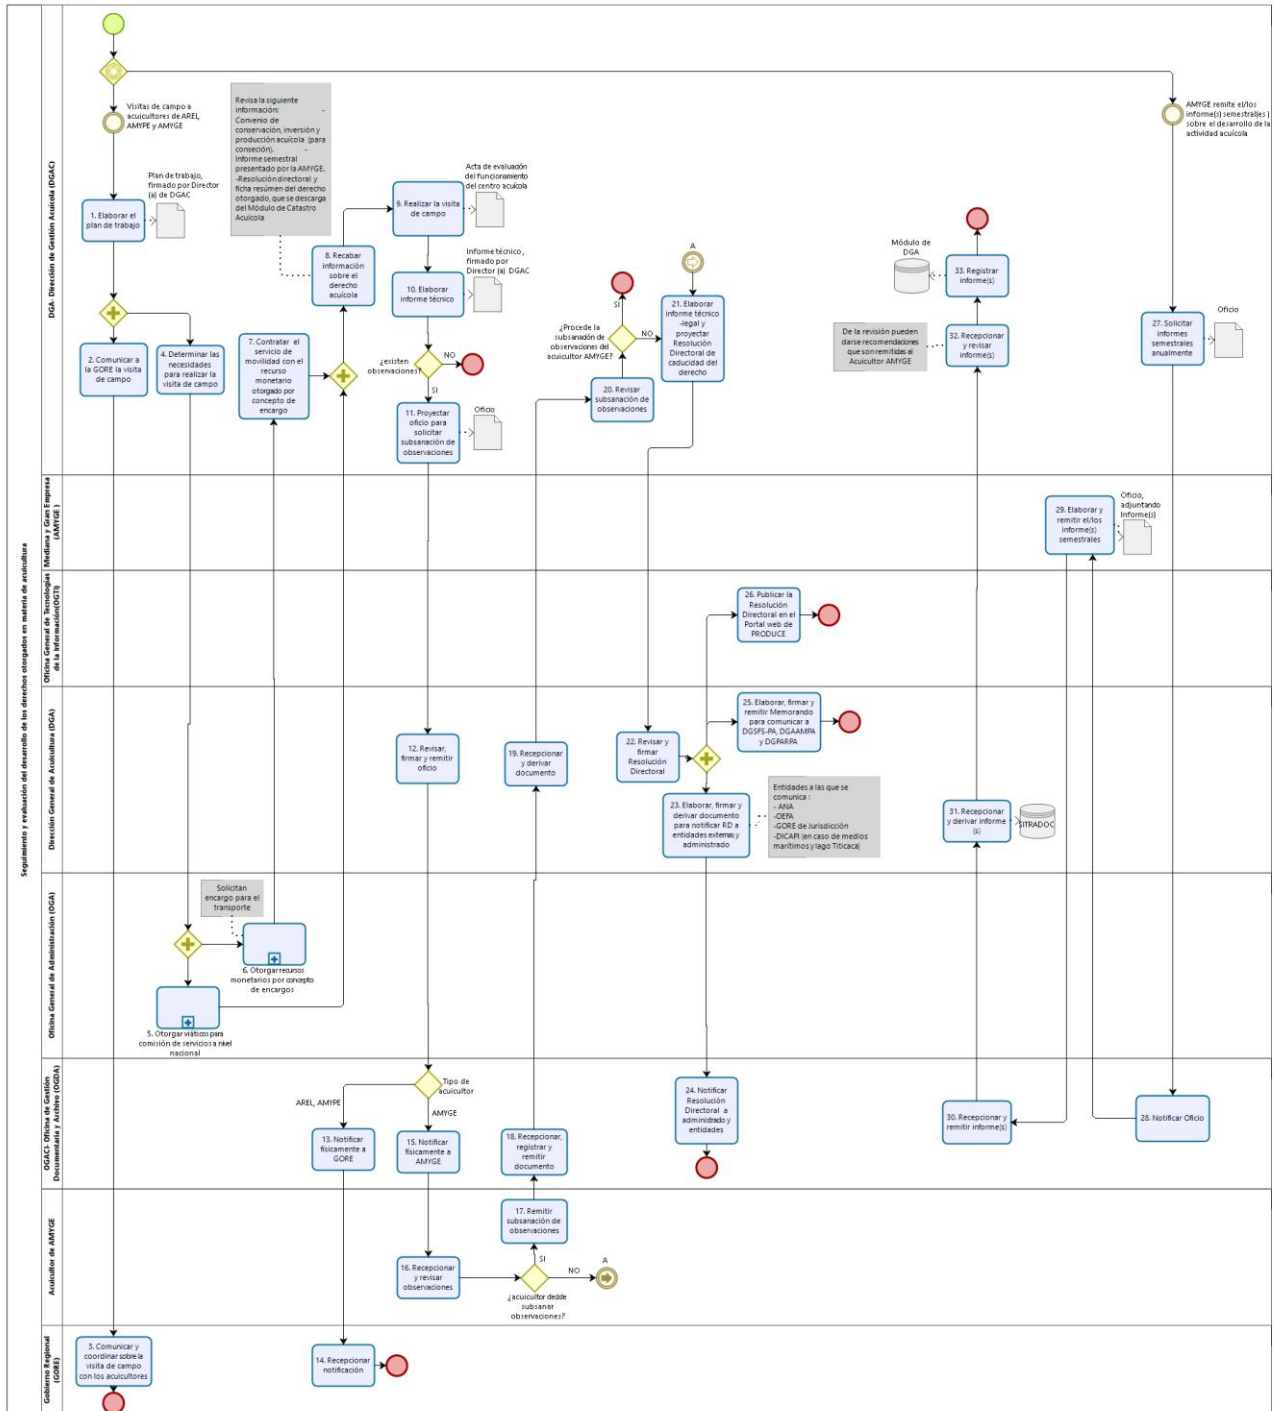 Seguimiento y evaluación del desarollo de los derechos otorgados en materia de acuicultura
DGA- Dirección de Gestión Acuícola (DGAC)
Visitas de campo a
acuicultores de AREL,
AMYPE y AMYGE
Plan de trabajo,
firmado por Director
(a) de DGAC
1. Elaborar el
plan de trabajo
2. Comunicar a
la GORE la visita
de campo
4. Determinar las
necesidades para
realizar la visita
de campo
Revisa la siguiente
información: -
Convenio de
conservación, inversión y
producción acuícola (para
conseción). -
Informe semestral
presentado por la AMYGE.
-Resolución directoral y
ficha resúmen del derecho
otorgado, que se descarga
del Módulo de Catastro
Acuícola
7. Contratar el
servicio de
movilidad con el
recurso
monetario
otorgado por
concepto de
encargo
8. Recabar
información
sobre el
derecho
acuícola
Acta de evaluación
del funcionamiento
del centro acuícola
9. Realizar la visita
de campo
Informe técnico,
firmado por
Director (a) DGAC
10. Elaborar
informe técnico
¿existen
observaciones?
NO
SI
11. Proyectar
oficio para
solicitar
subsanación de
observaciones
Oficio
¿Procede la
subsanación de
observaciones del
acuicultor AMYGE?
SI
NO
20. Revisar
subsanación de
observaciones
A
21. Elaborar
informe técnico
-legal y
proyectar
Resolución
Directoral de
caducidad del
derecho
Módulo de
DGA
33. Registrar
informe(s)
De la revisión pueden
darse recomendaciones
que son remitidas al
Acuicultor AMYGE
32. Recepcionar
y revisar
informe(s)
AMYGE remite el/los
informe(s) semestral(es )
sobre el desarrollo de la
actividad acuícola
27. Solicitar
informes
semestrales
anualmente
Oficio
Mediana y Gran Empresa
(AMYGE )
29. Elaborar y
remitir el/los
informe(s)
semestrales
Oficio,
adjuntando
Informe(s)
Oficina General de Tecnologías
de la Información(OGTI)
26. Publicar la
Resolución
Directoral en el
Portal web de
PRODUCE
Dirección General de Acuicultura (DGA)
12. Revisar,
firmar y remitir
oficio
19. Recepcionar
y derivar
documento
22. Revisar y
firmar
Resolución
Directoral
25. Elaborar, firmar y
remitir Memorando
para comunicar a
DGSFS-PA, DGAAMPA
y DGPARPA
23. Elaborar, firmar y
derivar documento
para notificar RD a
entidades externas y
administrado
Entidades a las que se
comunica :
- ANA
-OEFA
-GORE de Jurisdicción
-DICAPI (en caso de medios
marítimos y lago Titicaca)
31. Recepcionar
y derivar informe
(s)
SITRADOC
Oficina General de Administración (OGA)
Solicitan
encargo para el
transporte
6. Otorgar recursos
monetarios por concepto
de encargos
5. Otorgar viáticos para
comisión de servicios a nivel
nacional
OGACI- Oficina de Gestión
Documentaria y Archivo (OGDA)
Tipo de
acuicultor
AREL, AMYPE
AMYGE
13. Notificar
físicamente a
GORE
15. Notificar
físicamente a
AMYGE
18. Recepcionar,
registrar y
remitir
documento
24. Notificar
Resolución
Directoral a
administrado y
entidades
30. Recepcionar y
remitir informe(s)
28. Notificar Oficio
Acuicultor de AMYGE
16. Recepcionar
y revisar
observaciones
17. Remitir
subsanación de
observaciones
SI
NO
A
¿acuicultor decide
subsanar
observaciones?
Gobierno Regional
(GORE)
3. Comunicar y
coordinar sobre la
visita de campo
con los acuicultores
14. Recepcionar
notificación